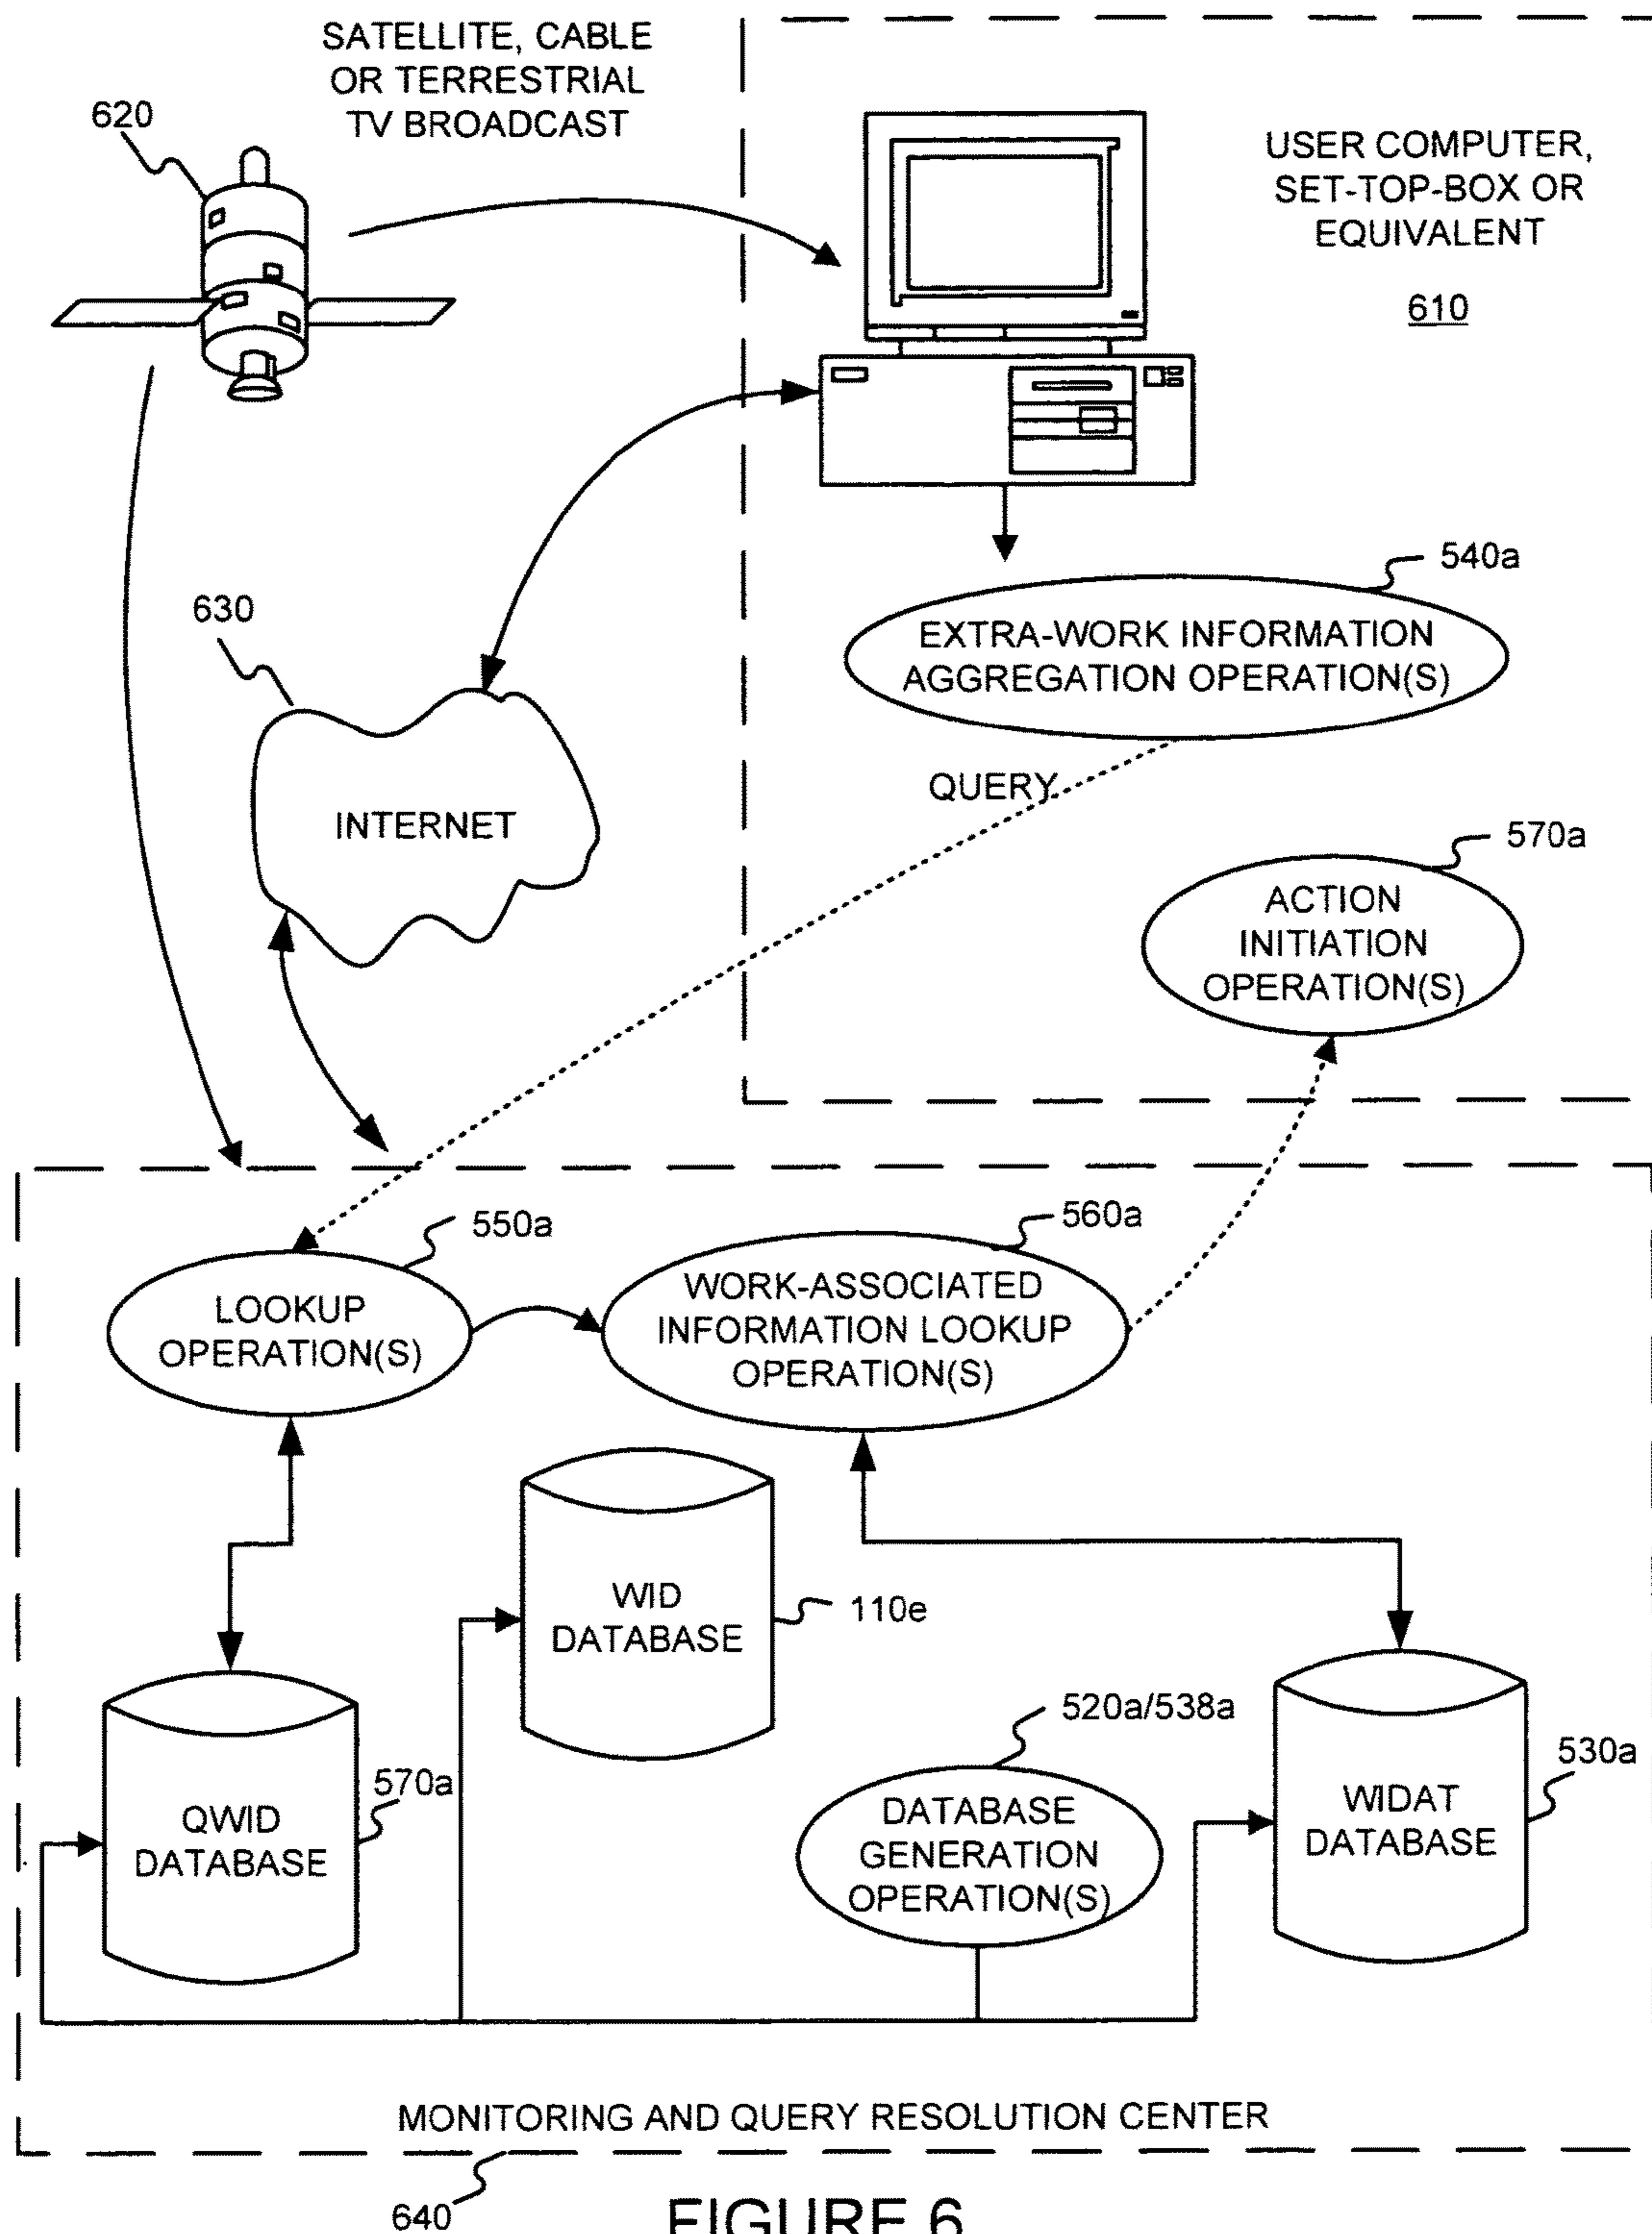 SATELLITE, CABLE
OR TERRESTRIAL
TV BROADCAST
620
USER COMPUTER,
SET-TOP-BOX OR
EQUIVALENT
610
540a
EXTRA-WORK INFORMATION
AGGREGATION OPERATION(S)
630
INTERNET
QUERY
570a
ACTION
INITIATION
OPERATION(S)
550a
LOOKUP
OPERATION(S)
560a
WORK-ASSOCIATED
INFORMATION LOOKUP
OPERATION(S)
WID
DATABASE
110e
QWID
DATABASE
570a
520a/538a
DATABASE
GENERATION
OPERATION(S)
WIDAT
DATABASE
530a
MONITORING AND QUERY RESOLUTION CENTER
640
FIGURE 6